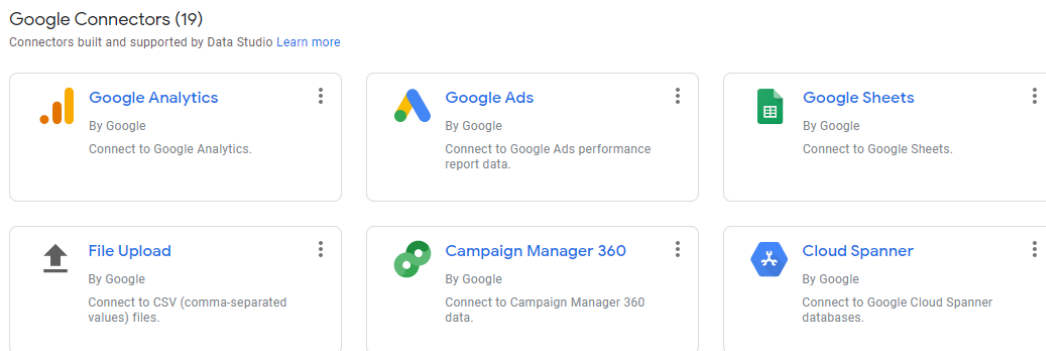 Google Connectors (19)
Connectors built and supported by Data Studio Learn more
Google Analytics
By Google
Connect to Google Analytics.
Google Ads
By Google
Connect to Google Ads performance
report data.
Google Sheets
By Google
Connect to Google Sheets.
File Upload
By Google
Connect to CSV (comma-separated
values) files.
Campaign Manager 360
By Google
Connect to Campaign Manager 360
data.
Cloud Spanner
By Google
Connect to Google Cloud Spanner
databases.